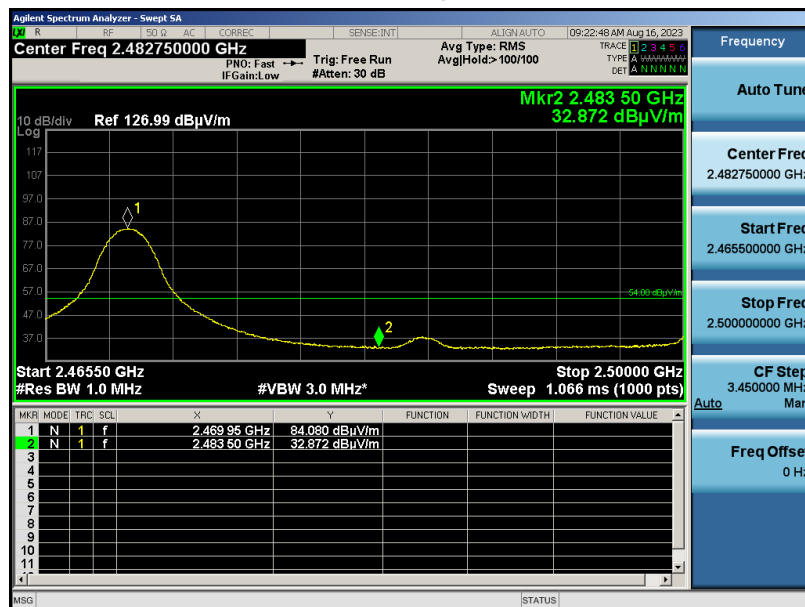 Agilent Spectrum Analyzer - Swept SA
LXI R RF 50 Ω AC CORREC SENSE:INT ALIGN AUTO 09:22:48 AM Aug 16, 2023
Center Freq 2.482750000 GHz
PNO: Fast
IFGain:Low
Trig: Free Run
#Atten: 30 dB
Avg Type: RMS
Avg|Hold:>100/100
TRACE 1 2 3 4 5 6
TYPE A
DET A N N N N N
Mkr2 2.483 50 GHz
32.872 dBµV/m
10 dB/div Ref 126.99 dBµV/m
Log
117
107
97.0
87.0
77.0
67.0
57.0
47.0
37.0
1
54.00 dBµV/m
2
Start 2.46550 GHz Stop 2.50000 GHz
#Res BW 1.0 MHz #VBW 3.0 MHz* Sweep 1.066 ms (1000 pts)
MKR MODE TRC SCL X Y FUNCTION FUNCTION WIDTH FUNCTION VALUE
1 N 1 f 2.469 95 GHz 84.080 dBµV/m
2 N 1 f 2.483 50 GHz 32.872 dBµV/m
3
4
5
6
7
8
9
10
11
MSG STATUS
Frequency
Auto Tune
Center Freq
2.482750000 GHz
Start Freq
2.465500000 GHz
Stop Freq
2.500000000 GHz
CF Step
3.450000 MHz
Auto Man
Freq Offset
0 Hz